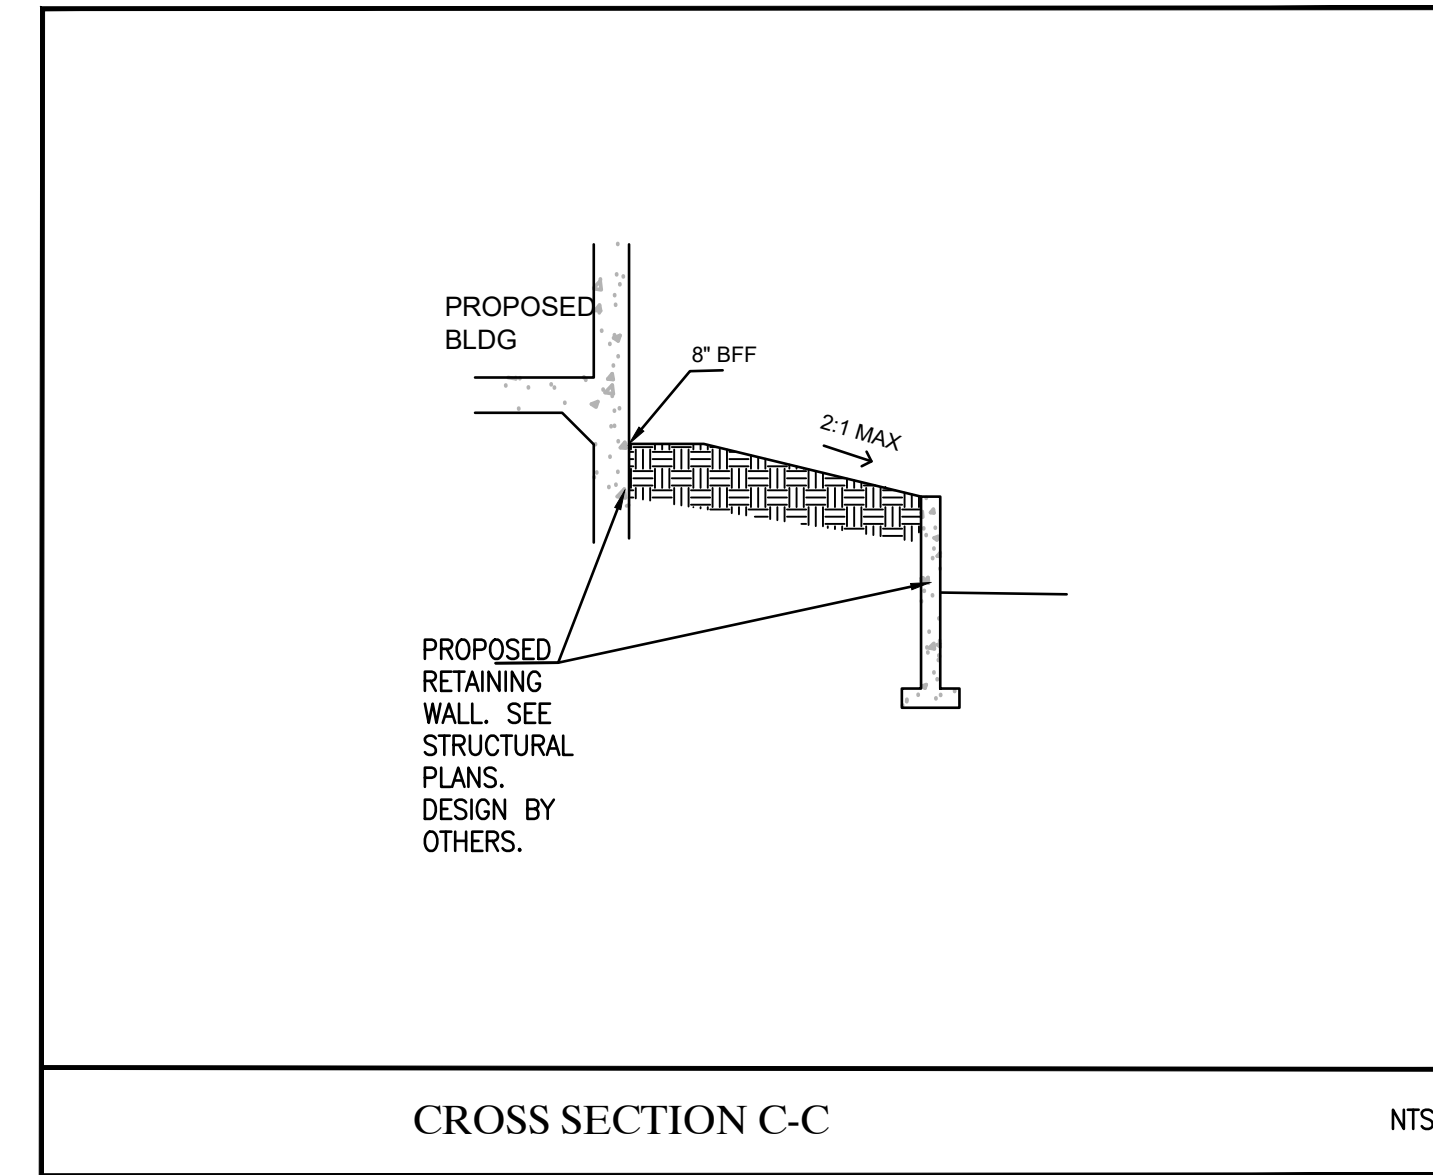 PROPOSED
BLDG
8" BFF
2:1 MAX
PROPOSED
RETAINING
WALL. SEE
STRUCTURAL
PLANS.
DESIGN BY
OTHERS.
CROSS SECTION C-C
NTS